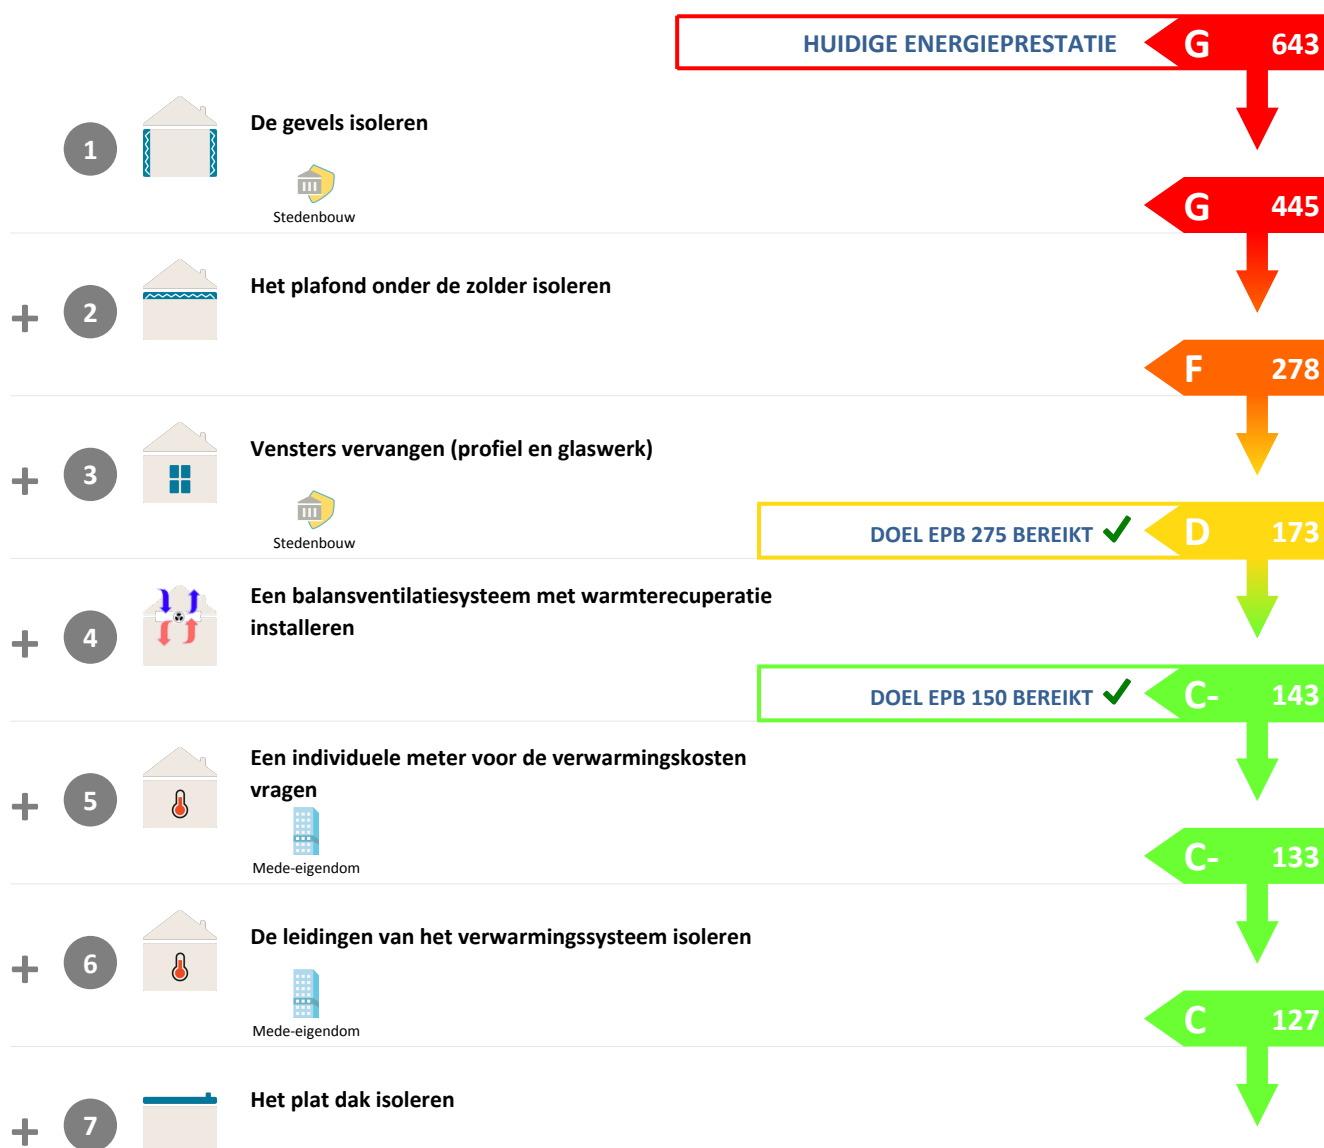 HUIDIGE ENERGIEPRESTATIE G 643
1 De gevels isoleren
Stedenbouw
G 445
+ 2 Het plafond onder de zolder isoleren
F 278
+ 3 Vensters vervangen (profiel en glaswerk)
Stedenbouw
DOEL EPB 275 BEREIKT ✔ D 173
+ 4 Een balansventilatiesysteem met warmterecuperatie
installeren
DOEL EPB 150 BEREIKT ✔ C- 143
+ 5 Een individuele meter voor de verwarmingskosten
vragen
Mede-eigendom
C- 133
+ 6 De leidingen van het verwarmingssysteem isoleren
Mede-eigendom
C 127
+ 7 Het plat dak isoleren